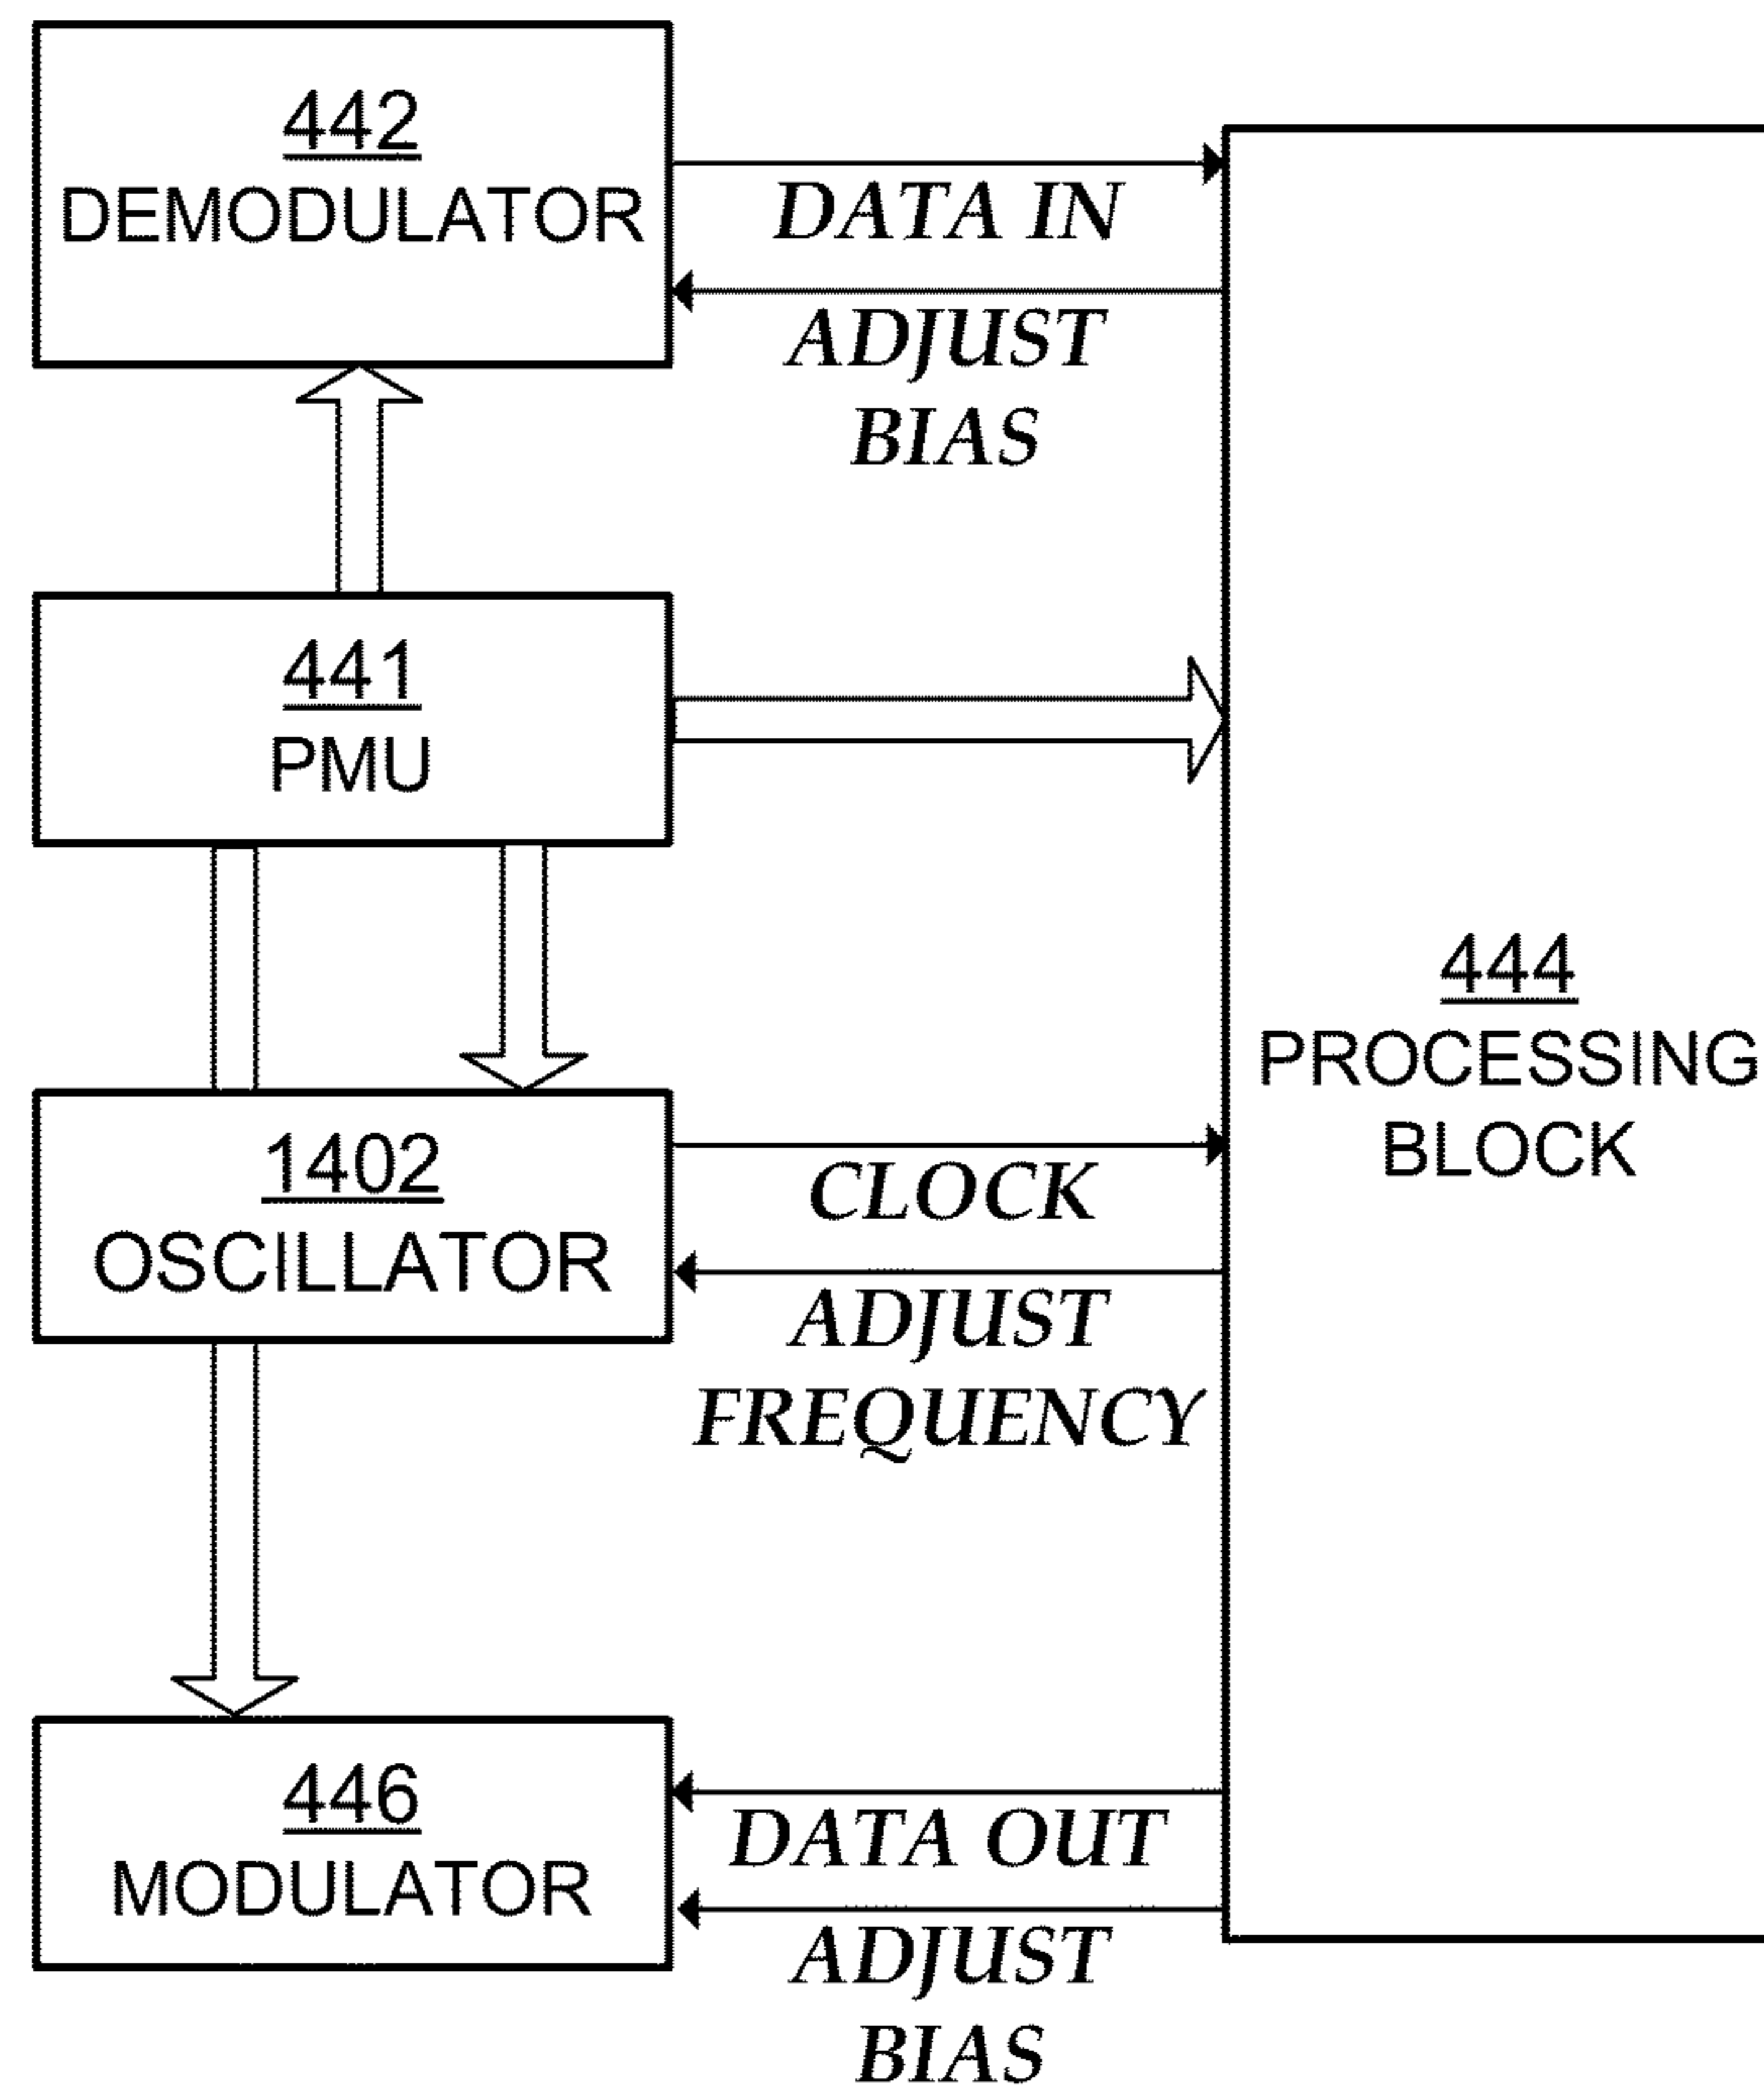 442
DEMODULATOR
DATA IN
ADJUST
BIAS
441
PMU
444
PROCESSING
BLOCK
1402
OSCILLATOR
CLOCK
ADJUST
FREQUENCY
446
MODULATOR
DATA OUT
ADJUST
BIAS